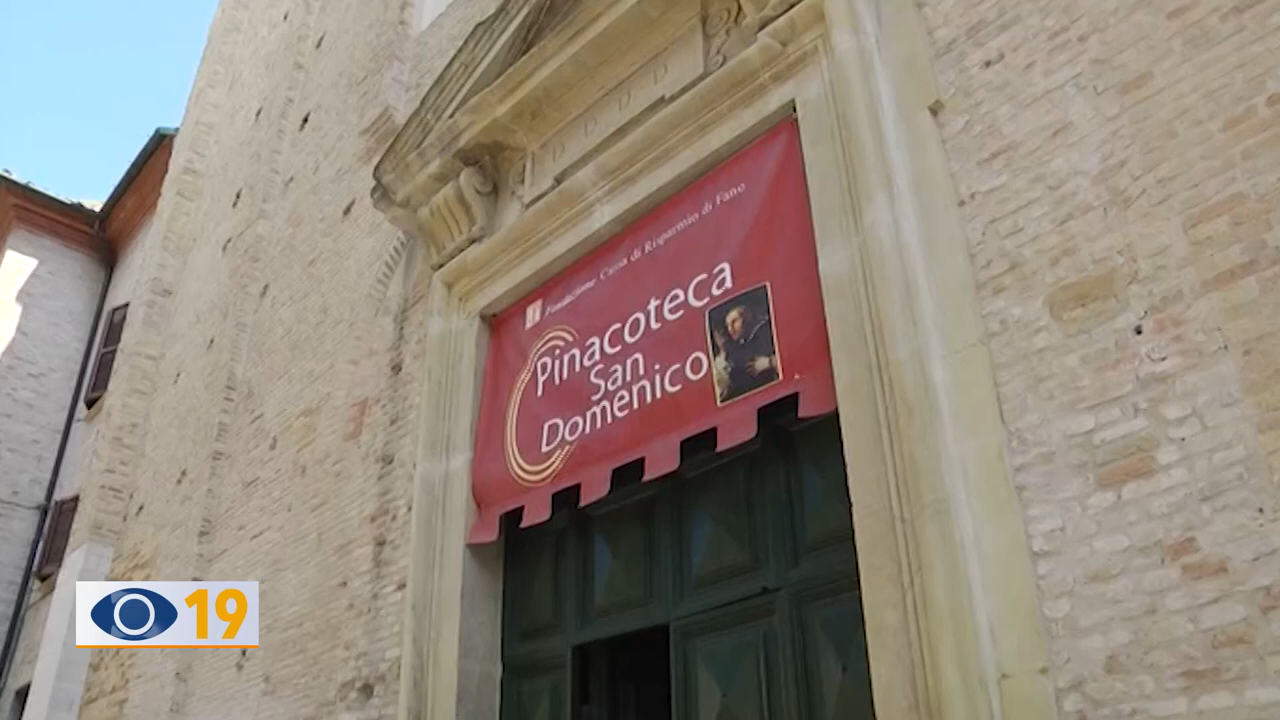 D D D D
Fondazione Cassa di Risparmio di Fano
Pinacoteca
San
Domenico
19